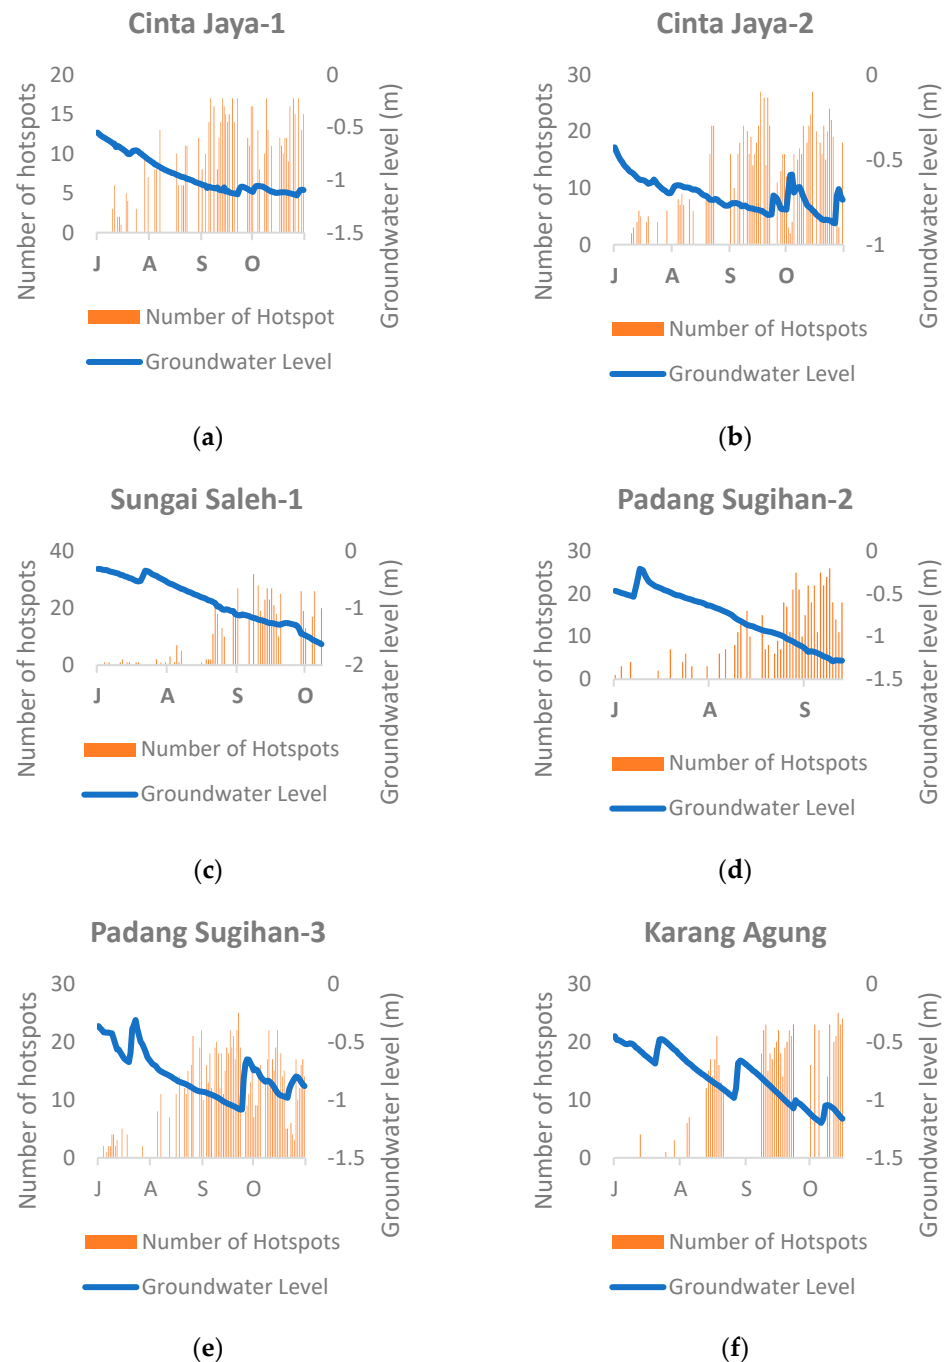 Cinta Jaya-1
Number of hotspots
20
15
10
5
0
0
-0.5
-1
-1.5
Groundwater level (m)
J A S O
Number of Hotspot
Groundwater Level
(a)
Cinta Jaya-2
Number of hotspots
30
20
10
0
0
-0.5
-1
Groundwater level (m)
J A S O
Number of Hotspots
Groundwater Level
(b)
Sungai Saleh-1
Number of hotspots
40
20
0
0
-1
-2
Groundwater level (m)
J A S O
Number of Hotspots
Groundwater Level
(c)
Padang Sugihan-2
Number of hotspots
30
20
10
0
0
-0.5
-1
-1.5
Groundwater level (m)
J A S
Number of Hotspots
Groundwater Level
(d)
Padang Sugihan-3
Number of hotspots
30
20
10
0
0
-0.5
-1
-1.5
Groundwater level (m)
J A S O
Number of Hotspots
Groundwater Level
(e)
Karang Agung
Number of hotspots
30
20
10
0
0
-0.5
-1
-1.5
Groundwater level (m)
J A S O
Number of Hotspots
Groundwater Level
(f)